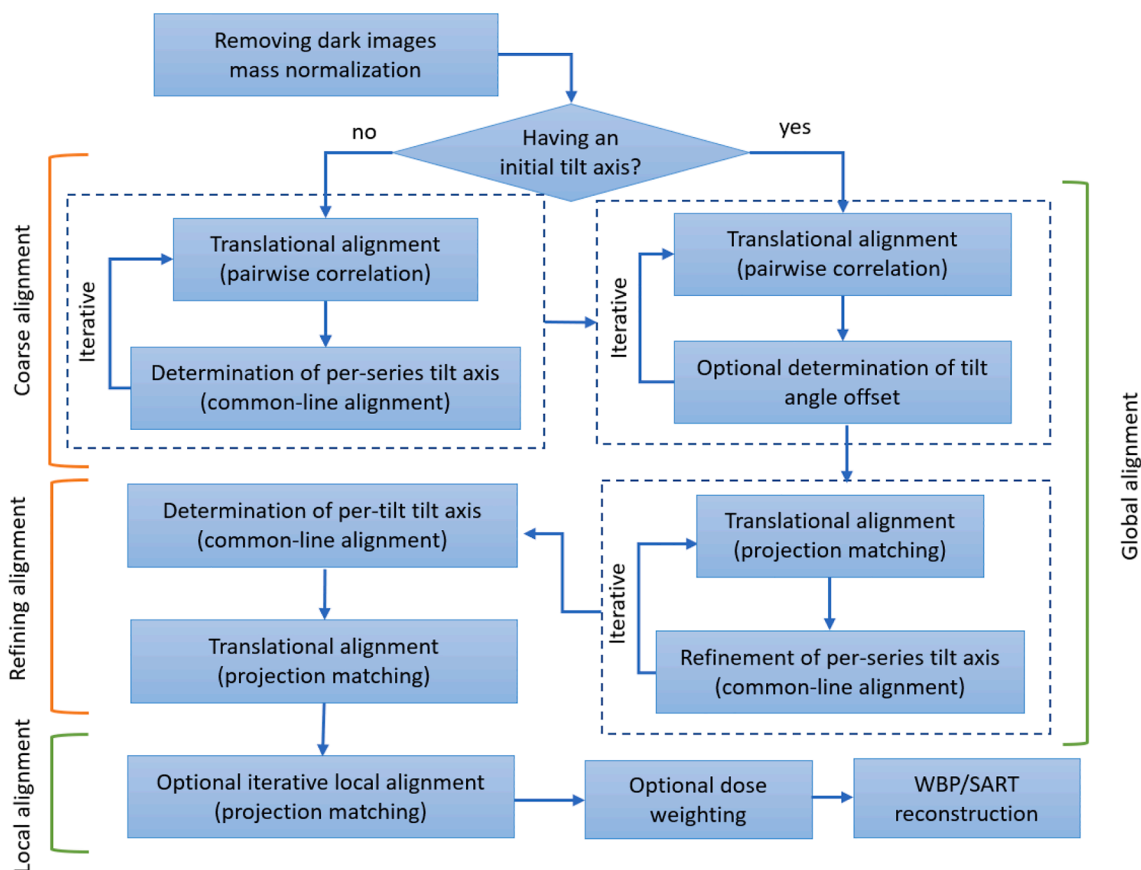 Removing dark images
mass normalization
no
Having an
initial tilt axis?
yes
Coarse alignment
Iterative
Translational alignment
(pairwise correlation)
Determination of per-series tilt axis
(common-line alignment)
Iterative
Translational alignment
(pairwise correlation)
Optional determination of tilt
angle offset
Global alignment
Refining alignment
Determination of per-tilt tilt axis
(common-line alignment)
Translational alignment
(projection matching)
Iterative
Translational alignment
(projection matching)
Refinement of per-series tilt axis
(common-line alignment)
Local alignment
Optional iterative local alignment
(projection matching)
Optional dose
weighting
WBP/SART
reconstruction